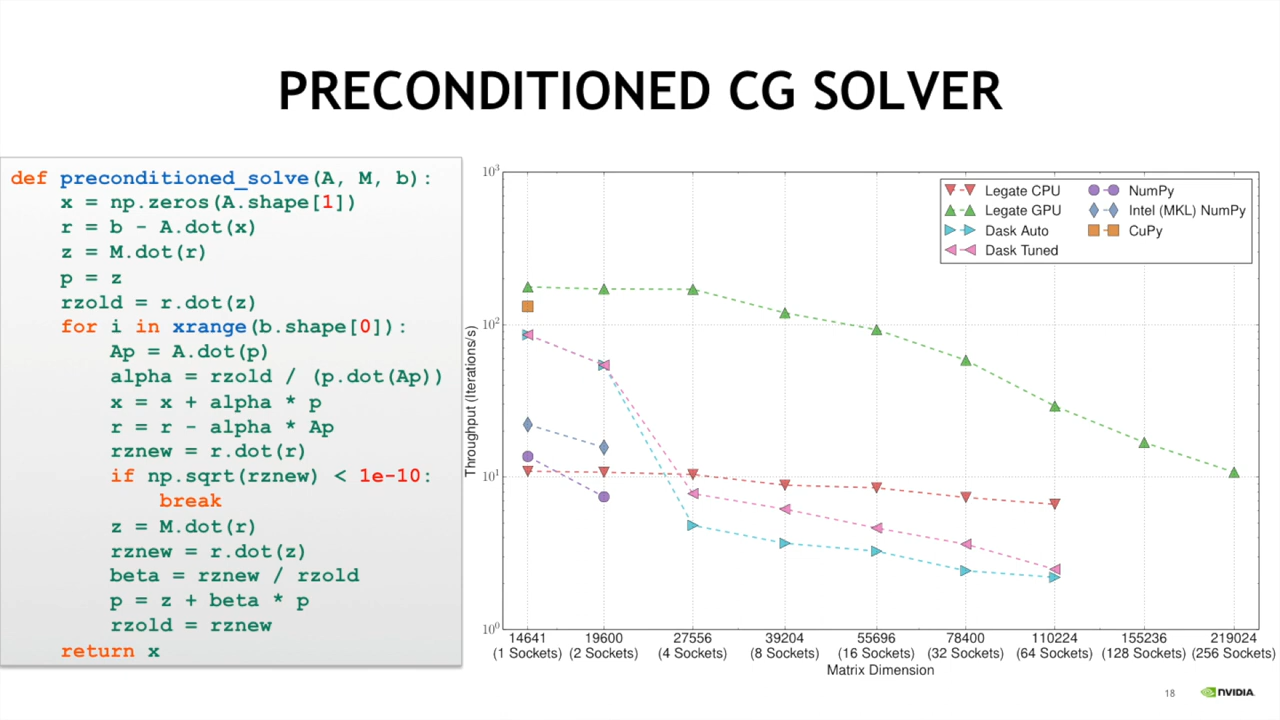 PRECONDITIONED CG SOLVER
def preconditioned_solve(A, M, b):
    x = np.zeros(A.shape[1])
    r = b - A.dot(x)
    z = M.dot(r)
    p = z
    rzold = r.dot(z)
    for i in xrange(b.shape[0]):
        Ap = A.dot(p)
        alpha = rzold / (p.dot(Ap))
        x = x + alpha * p
        r = r - alpha * Ap
        rznew = r.dot(r)
        if np.sqrt(rznew) < 1e-10:
            break
        z = M.dot(r)
        rznew = r.dot(z)
        beta = rznew / rzold
        p = z + beta * p
        rzold = rznew
    return x
Throughput (Iterations/s)
10³
10²
10¹
10⁰
Legate CPU
Legate GPU
Dask Auto
Dask Tuned
NumPy
Intel (MKL) NumPy
CuPy
14641 19600 27556 39204 55696 78400 110224 155236 219024
(1 Sockets) (2 Sockets) (4 Sockets) (8 Sockets) (16 Sockets) (32 Sockets) (64 Sockets) (128 Sockets) (256 Sockets)
Matrix Dimension
18 NVIDIA.